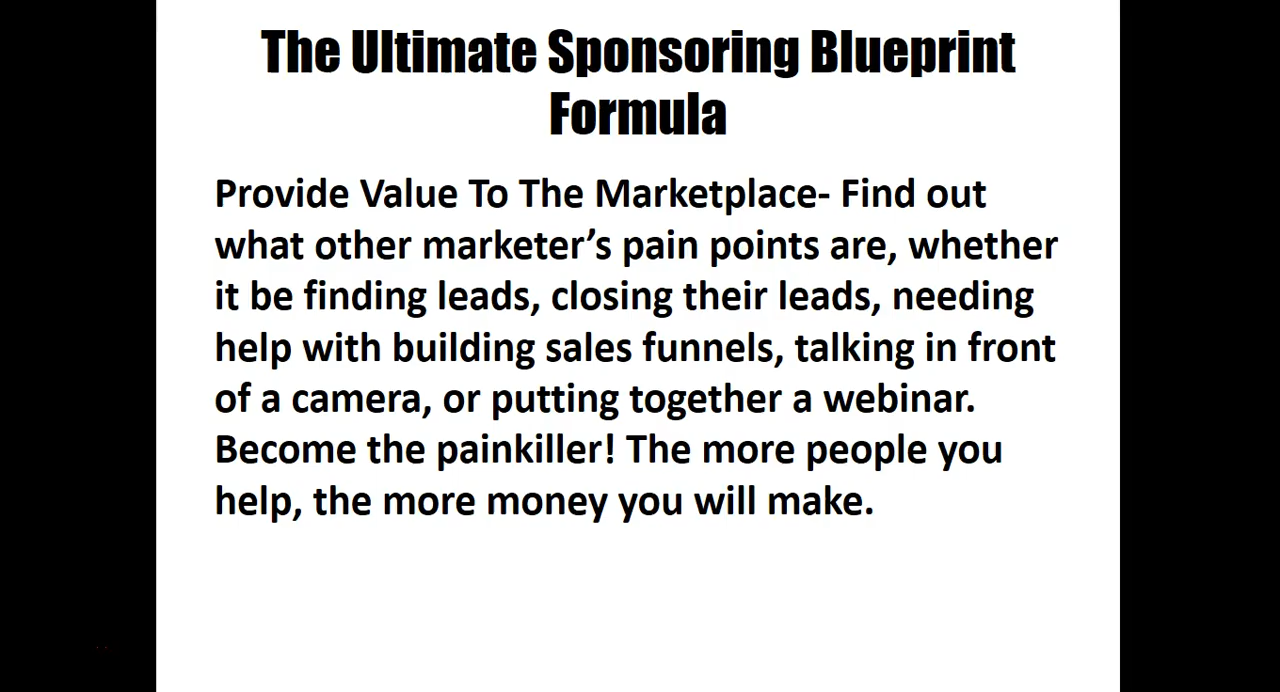 The Ultimate Sponsoring Blueprint
Formula
Provide Value To The Marketplace- Find out
what other marketer’s pain points are, whether
it be finding leads, closing their leads, needing
help with building sales funnels, talking in front
of a camera, or putting together a webinar.
Become the painkiller! The more people you
help, the more money you will make.